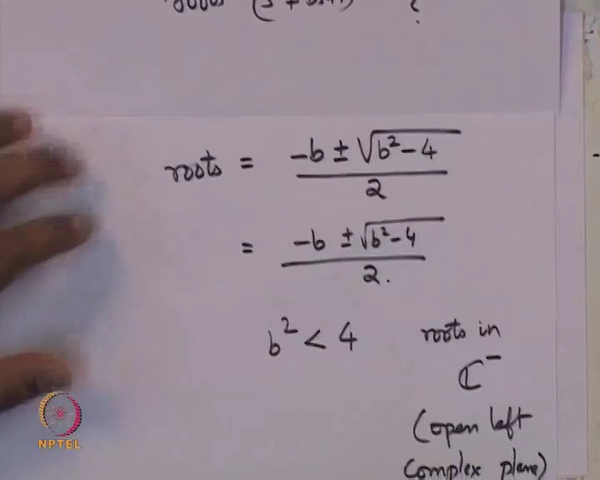 roots = -b ± √b² - 4 / 2
= -b ± √b² - 4 / 2.
b² < 4 roots in
ℂ⁻
(open left
complex plane)
NPTEL